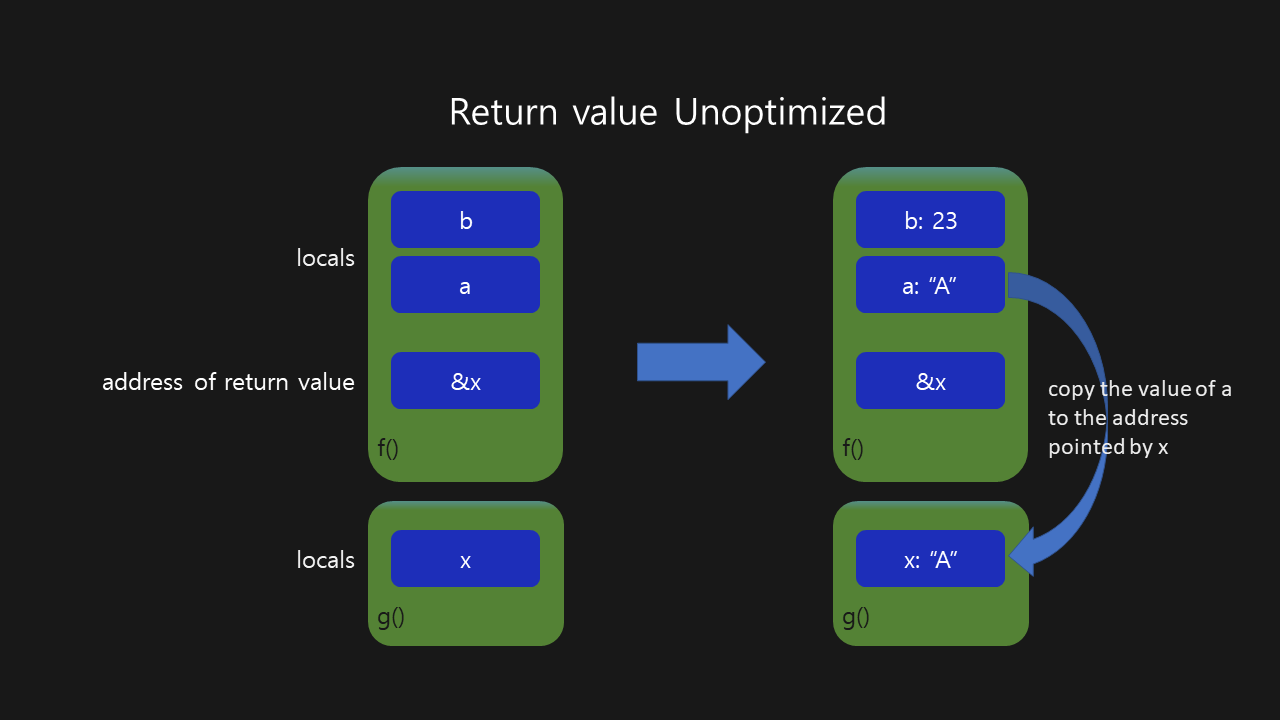 Return value Unoptimized
locals
b
a
address of return value
&x
f()
locals
x
g()
b: 23
a: “A”
&x
f()
copy the value of a
to the address
pointed by x
x: “A”
g()